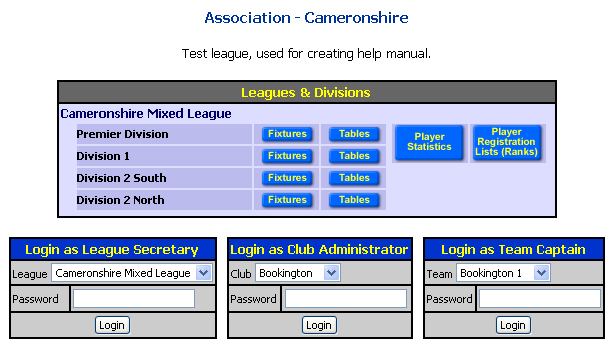 Association - Cameronshire
Test league, used for creating help manual.
Leagues & Divisions
Cameronshire Mixed League
Premier Division Fixtures Tables
Player Statistics
Player Registration Lists (Ranks)
Division 1 Fixtures Tables
Division 2 South Fixtures Tables
Division 2 North Fixtures Tables
Login as League Secretary
League Cameronshire Mixed League
Password
Login
Login as Club Administrator
Club Bookington
Password
Login
Login as Team Captain
Team Bookington 1
Password
Login